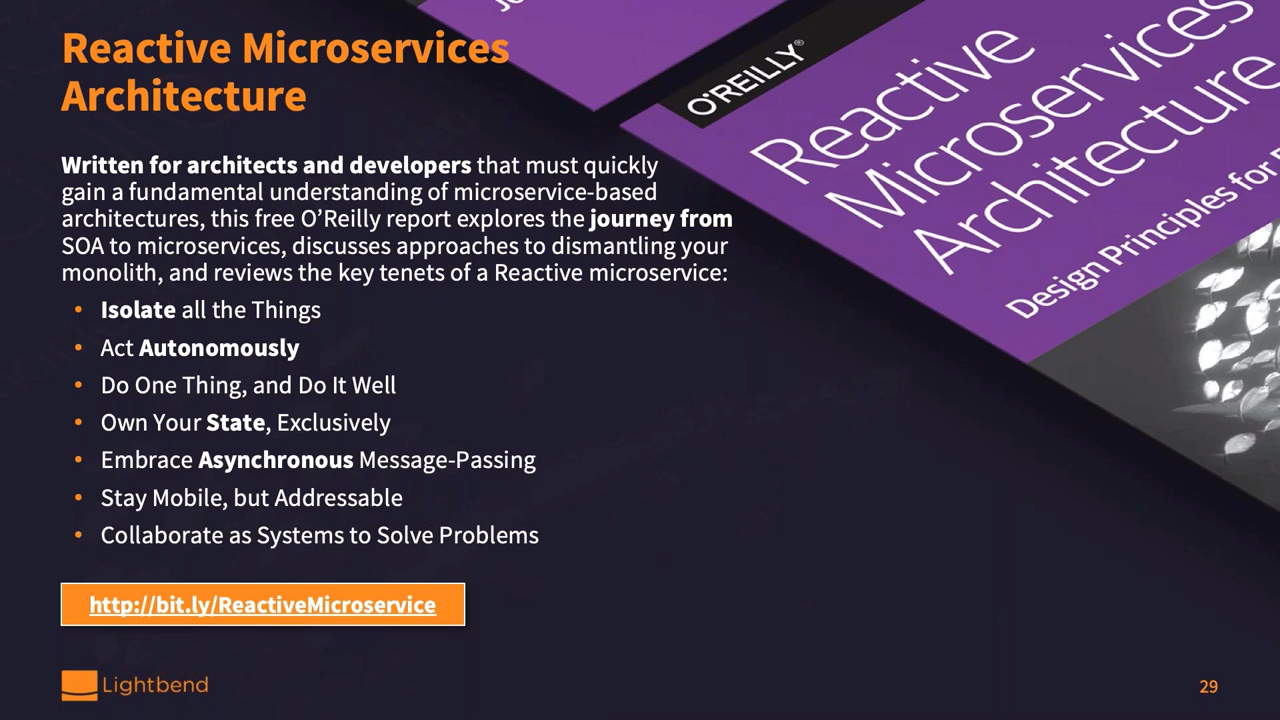 Reactive Microservices
Architecture
Written for architects and developers that must quickly
gain a fundamental understanding of microservice-based
architectures, this free O’Reilly report explores the journey from
SOA to microservices, discusses approaches to dismantling your
monolith, and reviews the key tenets of a Reactive microservice:
• Isolate all the Things
• Act Autonomously
• Do One Thing, and Do It Well
• Own Your State, Exclusively
• Embrace Asynchronous Message-Passing
• Stay Mobile, but Addressable
• Collaborate as Systems to Solve Problems
http://bit.ly/ReactiveMicroservice
Lightbend
29
O'REILLY®
Reactive
Microservices
Architecture
Design Principles for